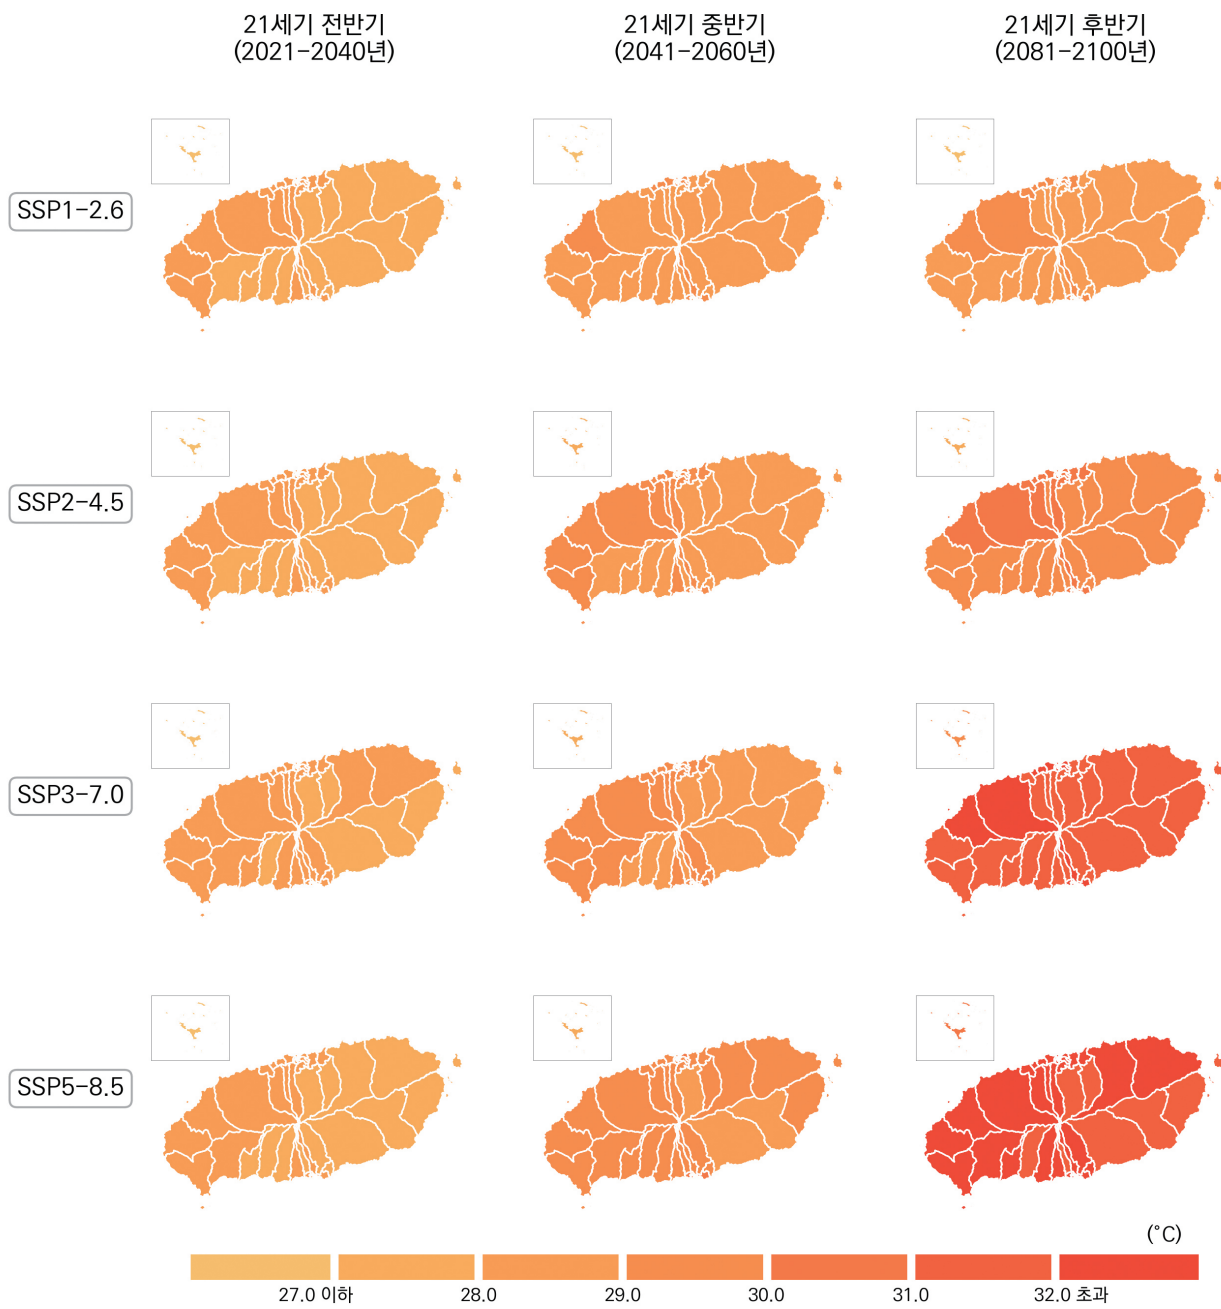 21세기 전반기
(2021-2040년)
21세기 중반기
(2041-2060년)
21세기 후반기
(2081-2100년)
SSP1-2.6
SSP2-4.5
SSP3-7.0
SSP5-8.5
(°C)
27.0 이하
28.0
29.0
30.0
31.0
32.0 초과